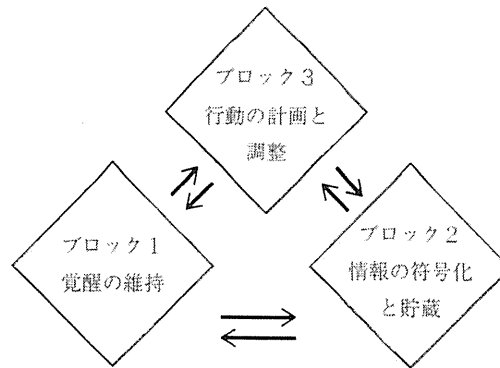 ブロック3
行動の計画と
調整
ブロック1
覚醒の維持
ブロック2
情報の符号化
と貯蔵